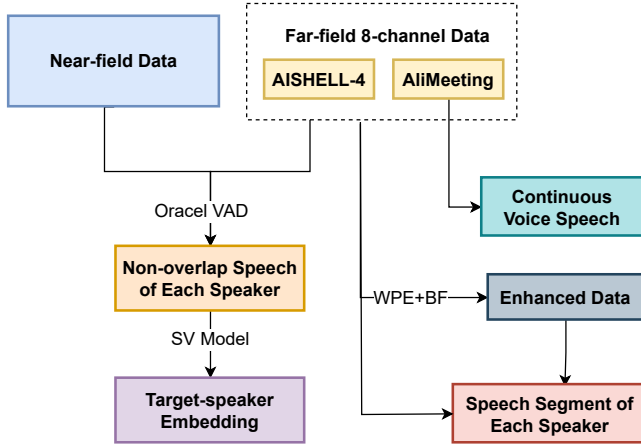 Near-field Data
Far-field 8-channel Data
AISHELL-4
AliMeeting
Oracel VAD
Continuous
Voice Speech
Non-overlap Speech
of Each Speaker
WPE+BF
Enhanced Data
SV Model
Target-speaker
Embedding
Speech Segment of
Each Speaker